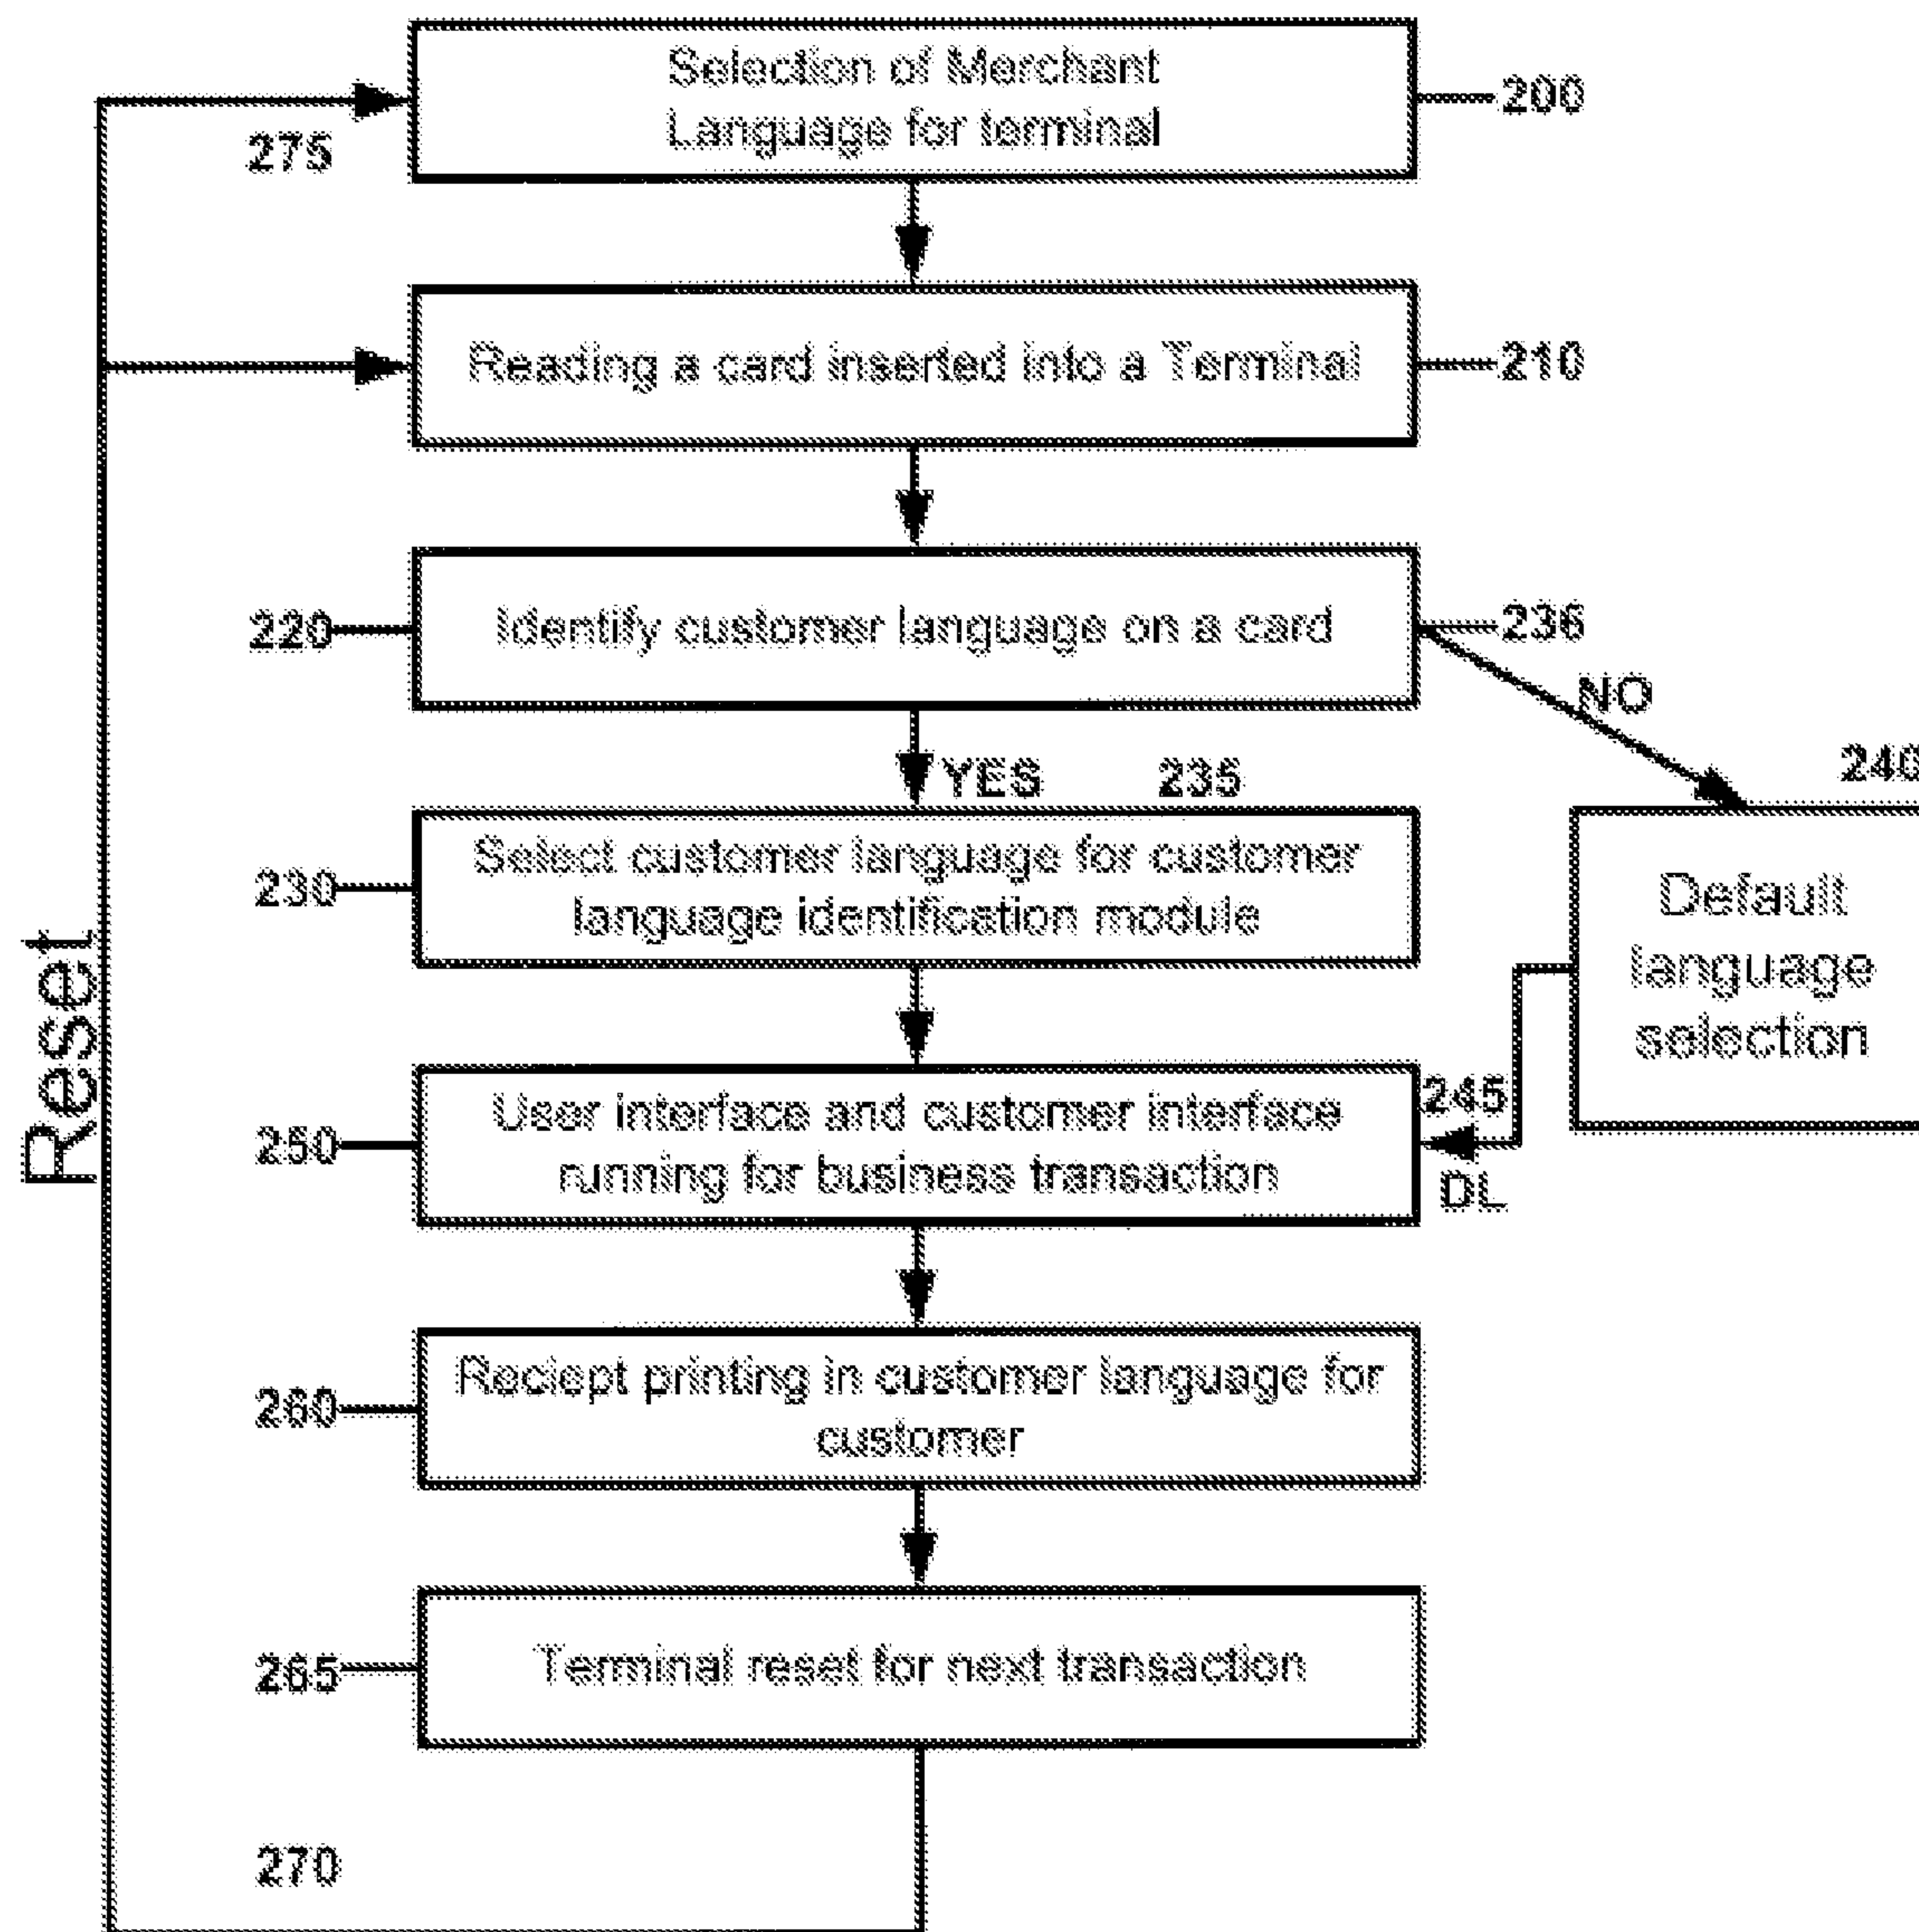 Selection of Merchant
Language for terminal
200
275
Reading a card inserted into a Terminal
210
220
Identify customer language on a card
236
NO
YES
235
240
230
Select customer language for customer
language identification module
Default
language
selection
Reset
250
User interface and customer interface
running for business transaction
245
DL
260
Reciept printing in customer language for
customer
265
Terminal reset for next transaction
270